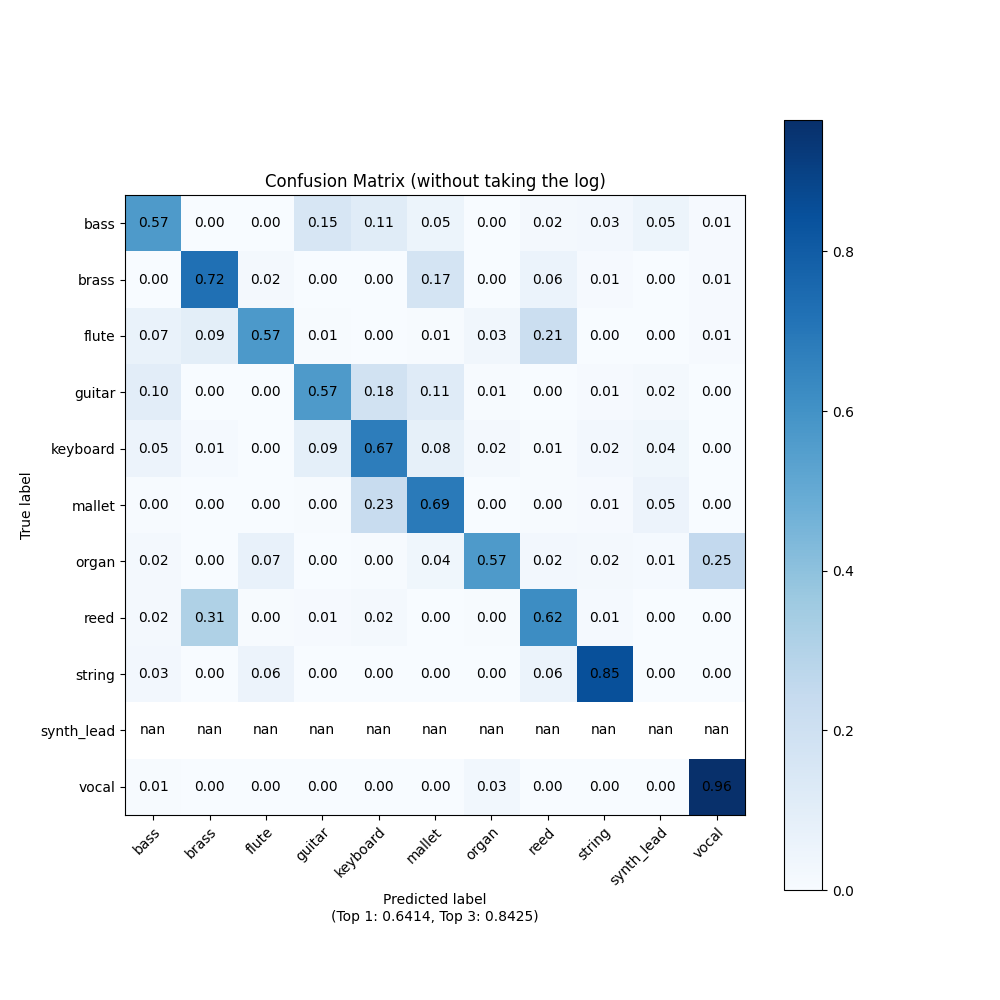 Confusion Matrix (without taking the log)
bass 0.57 0.00 0.00 0.15 0.11 0.05 0.00 0.02 0.03 0.05 0.01
brass 0.00 0.72 0.02 0.00 0.00 0.17 0.00 0.06 0.01 0.00 0.01
flute 0.07 0.09 0.57 0.01 0.00 0.01 0.03 0.21 0.00 0.00 0.01
guitar 0.10 0.00 0.00 0.57 0.18 0.11 0.01 0.00 0.01 0.02 0.00
keyboard 0.05 0.01 0.00 0.09 0.67 0.08 0.02 0.01 0.02 0.04 0.00
mallet 0.00 0.00 0.00 0.00 0.23 0.69 0.00 0.00 0.01 0.05 0.00
organ 0.02 0.00 0.07 0.00 0.00 0.04 0.57 0.02 0.02 0.01 0.25
reed 0.02 0.31 0.00 0.01 0.02 0.00 0.00 0.62 0.01 0.00 0.00
string 0.03 0.00 0.06 0.00 0.00 0.00 0.00 0.06 0.85 0.00 0.00
synth_lead nan nan nan nan nan nan nan nan nan nan nan
vocal 0.01 0.00 0.00 0.00 0.00 0.00 0.03 0.00 0.00 0.00 0.96
True label
bass brass flute guitar keyboard mallet organ reed string synth_lead vocal
Predicted label
(Top 1: 0.6414, Top 3: 0.8425)
0.8
0.6
0.4
0.2
0.0